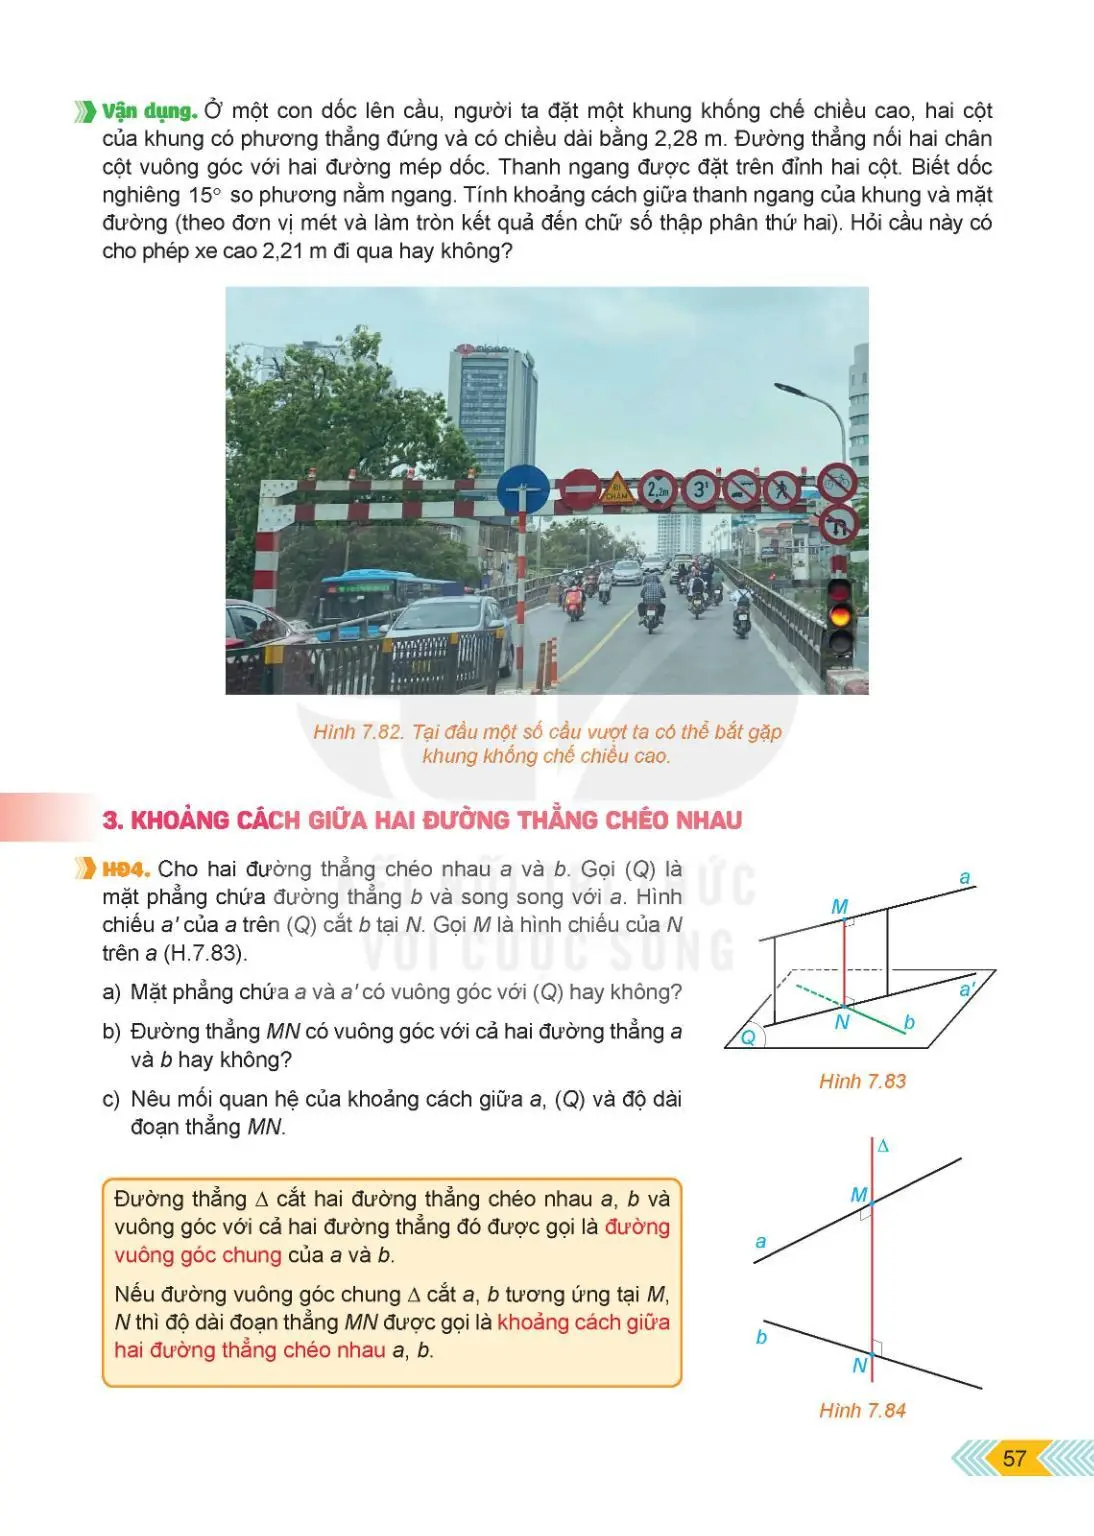 Vận dụng. Ở một con dốc lên cầu, người ta đặt một khung khống chế chiều cao, hai cột
của khung có phương thẳng đứng và có chiều dài bằng 2,28 m. Đường thẳng nối hai chân
cột vuông góc với hai đường mép dốc. Thanh ngang được đặt trên đỉnh hai cột. Biết dốc
nghiêng 15° so phương nằm ngang. Tính khoảng cách giữa thanh ngang của khung và mặt
đường (theo đơn vị mét và làm tròn kết quả đến chữ số thập phân thứ hai). Hỏi cầu này có
cho phép xe cao 2,21 m đi qua hay không?
ĐI
CHẬM
2,2m
3t
Hình 7.82. Tại đầu một số cầu vượt ta có thể bắt gặp
khung khống chế chiều cao.
3. KHOẢNG CÁCH GIỮA HAI ĐƯỜNG THẲNG CHÉO NHAU
HĐ4. Cho hai đường thẳng chéo nhau a và b. Gọi (Q) là
mặt phẳng chứa đường thẳng b và song song với a. Hình
chiếu a' của a trên (Q) cắt b tại N. Gọi M là hình chiếu của N
trên a (H.7.83).
a) Mặt phẳng chứa a và a' có vuông góc với (Q) hay không?
b) Đường thẳng MN có vuông góc với cả hai đường thẳng a
và b hay không?
c) Nêu mối quan hệ của khoảng cách giữa a, (Q) và độ dài
đoạn thẳng MN.
KẾT NỐI TRI THỨC
VỚI CUỘC SỐNG
a
M
a'
N
b
Q
Hình 7.83
Đường thẳng Δ cắt hai đường thẳng chéo nhau a, b và
vuông góc với cả hai đường thẳng đó được gọi là đường
vuông góc chung của a và b.
Nếu đường vuông góc chung Δ cắt a, b tương ứng tại M,
N thì độ dài đoạn thẳng MN được gọi là khoảng cách giữa
hai đường thẳng chéo nhau a, b.
Δ
M
a
b
N
Hình 7.84
57